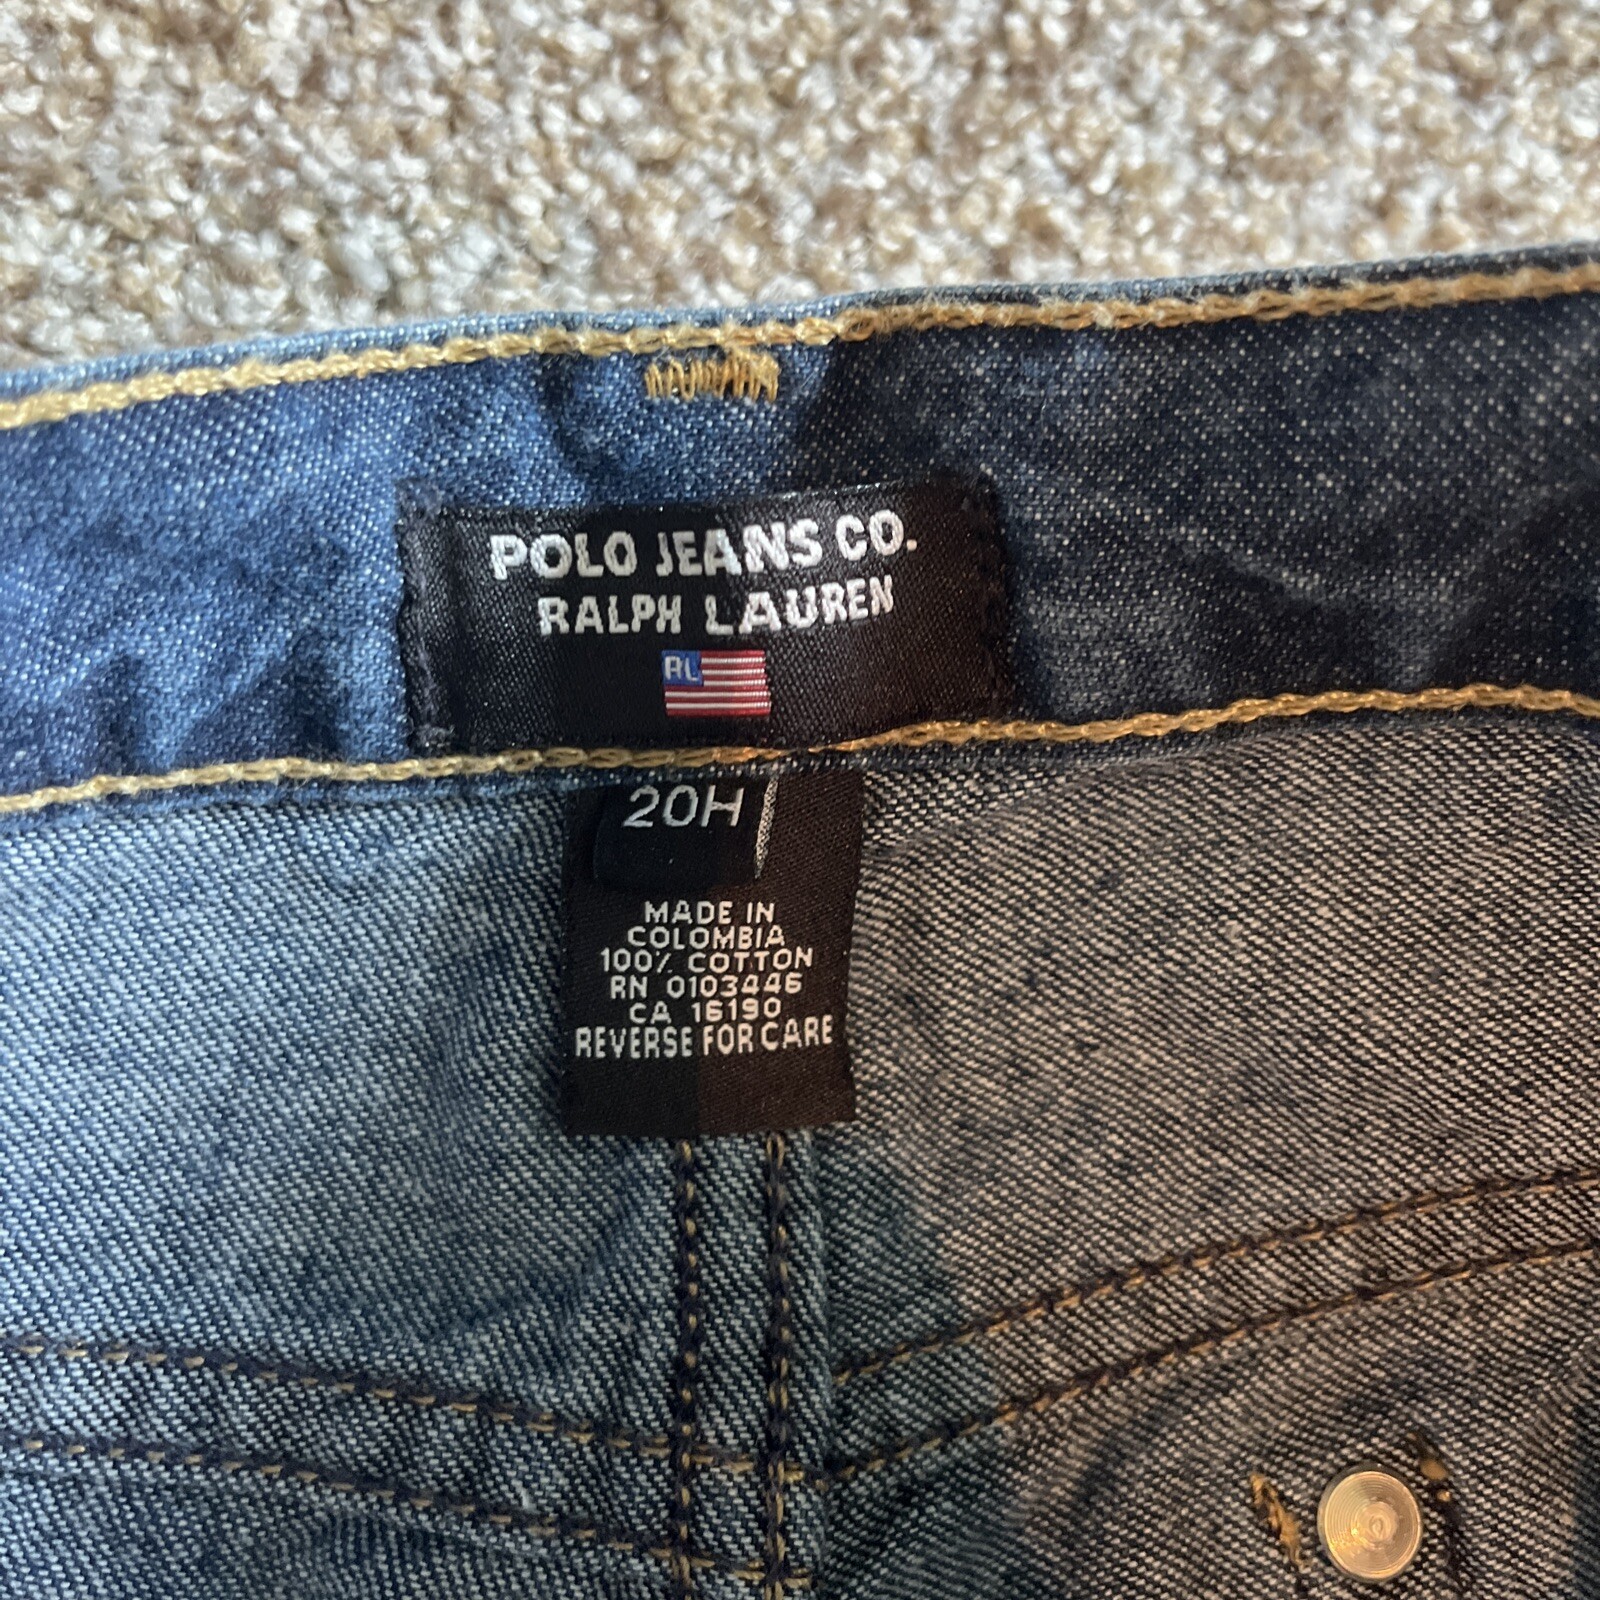 POLO JEANS CO.
RALPH LAUREN
RL
20H
MADE IN
COLOMBIA
100% COTTON
RN 0103446
CA 16190
REVERSE FOR CARE